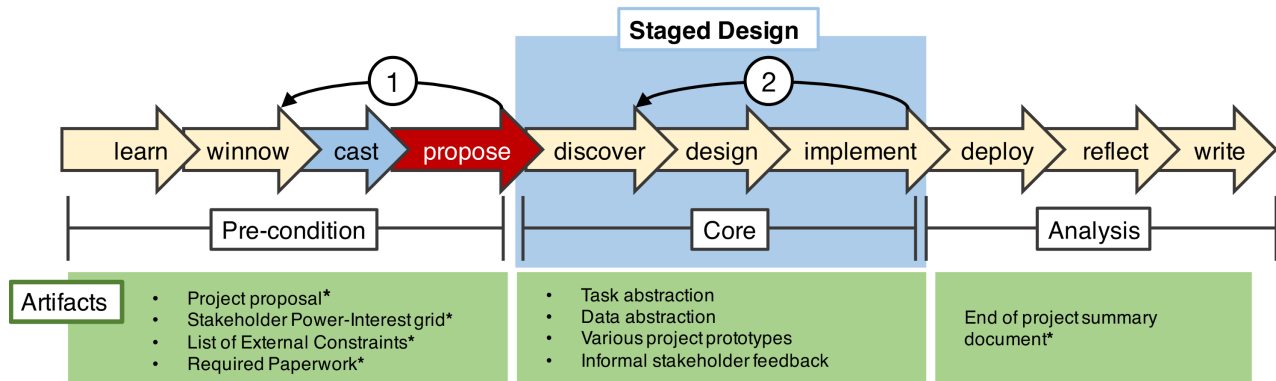 Staged Design
1
2
learn
winnow
cast
propose
discover
design
implement
deploy
reflect
write
Pre-condition
Core
Analysis
Artifacts
• Project proposal*
• Stakeholder Power-Interest grid*
• List of External Constraints*
• Required Paperwork*
• Task abstraction
• Data abstraction
• Various project prototypes
• Informal stakeholder feedback
End of project summary
document*